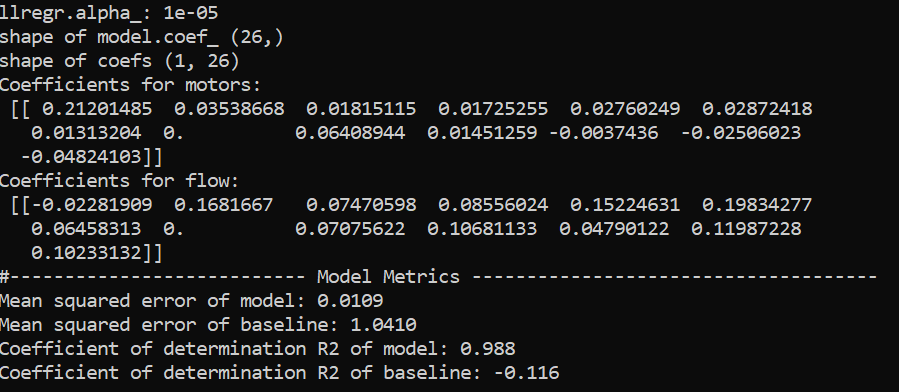 llregr.alpha_: 1e-05
shape of model.coef_ (26,)
shape of coefs (1, 26)
Coefficients for motors:
 [[ 0.21201485  0.03538668  0.01815115  0.01725255  0.02760249  0.02872418
   0.01313204  0.          0.06408944  0.01451259 -0.0037436  -0.02506023
  -0.04824103]]
Coefficients for flow:
 [[-0.02281909  0.1681667   0.07470598  0.08556024  0.15224631  0.19834277
   0.06458313  0.          0.07075622  0.10681133  0.04790122  0.11987228
   0.10233132]]
#--------------------------- Model Metrics -------------------------------------
Mean squared error of model: 0.0109
Mean squared error of baseline: 1.0410
Coefficient of determination R2 of model: 0.988
Coefficient of determination R2 of baseline: -0.116